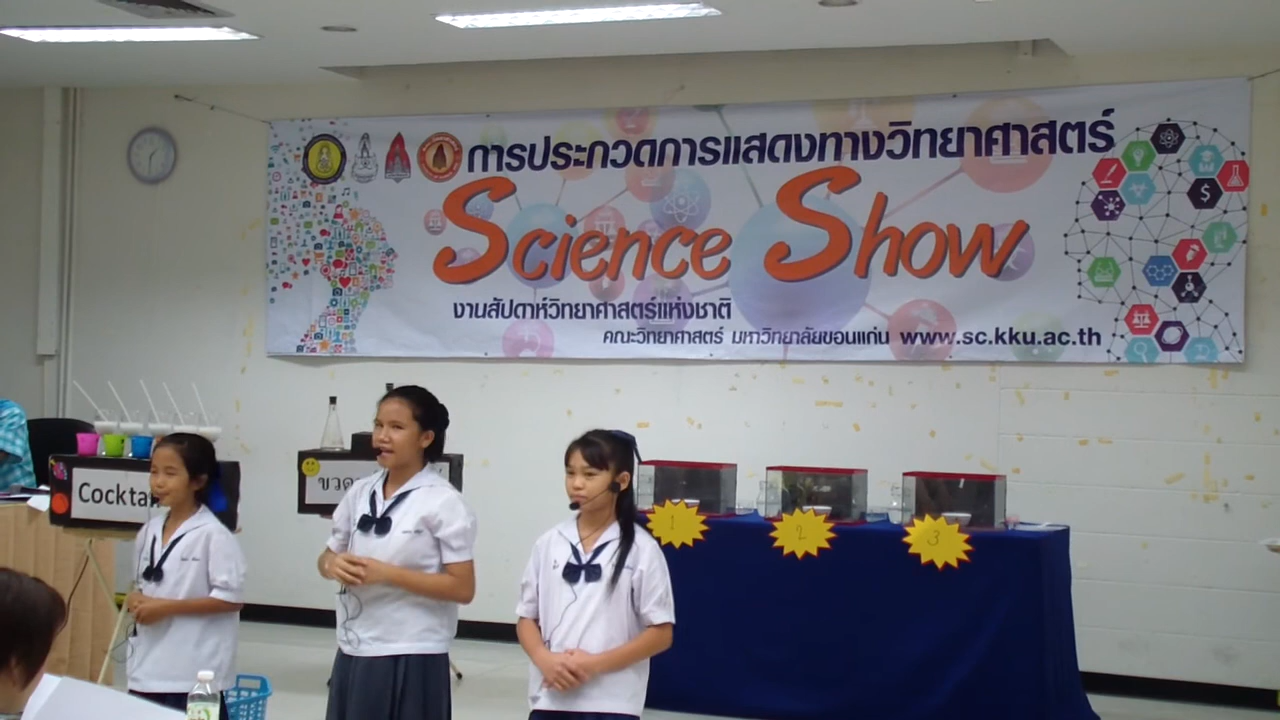 การประกวดการแสดงทางวิทยาศาสตร์
Science Show
งานสัปดาห์วิทยาศาสตร์แห่งชาติ
คณะวิทยาศาสตร์ มหาวิทยาลัยขอนแก่น www.sc.kku.ac.th
1
2
3